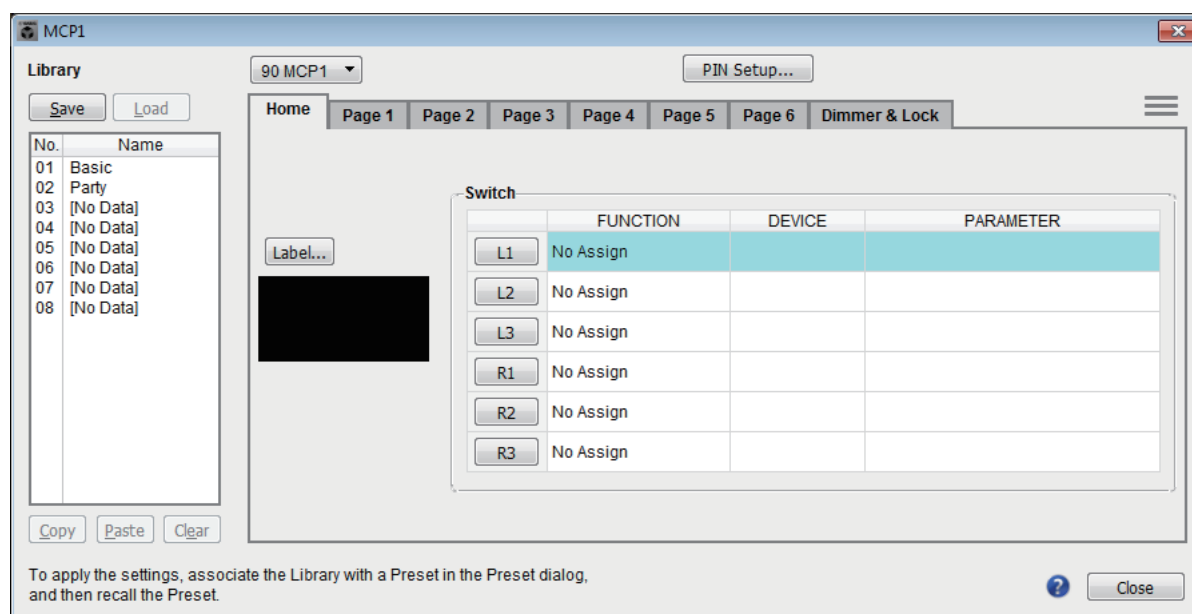 MCP1
Library
90 MCP1
PIN Setup...
Save Load
Home Page 1 Page 2 Page 3 Page 4 Page 5 Page 6 Dimmer & Lock
No. Name
01 Basic
02 Party
03 [No Data]
04 [No Data]
05 [No Data]
06 [No Data]
07 [No Data]
08 [No Data]
Copy Paste Clear
Label...
Switch
FUNCTION DEVICE PARAMETER
L1 No Assign
L2 No Assign
L3 No Assign
R1 No Assign
R2 No Assign
R3 No Assign
To apply the settings, associate the Library with a Preset in the Preset dialog,
and then recall the Preset.
? Close